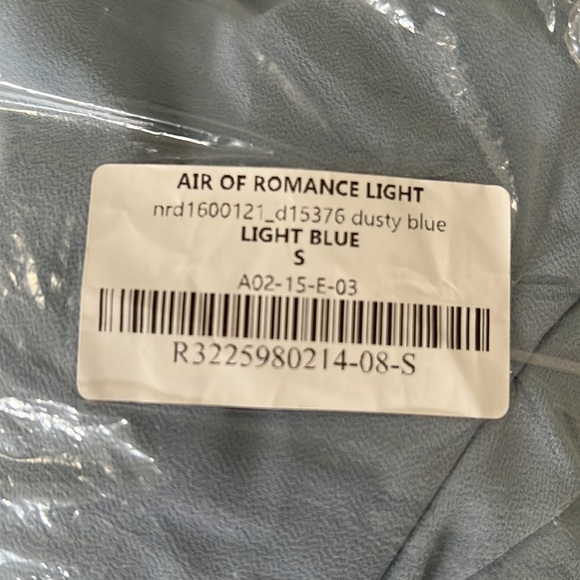 AIR OF ROMANCE LIGHT
nrd1600121_d15376 dusty blue
LIGHT BLUE
S
A02-15-E-03
R3225980214-08-S